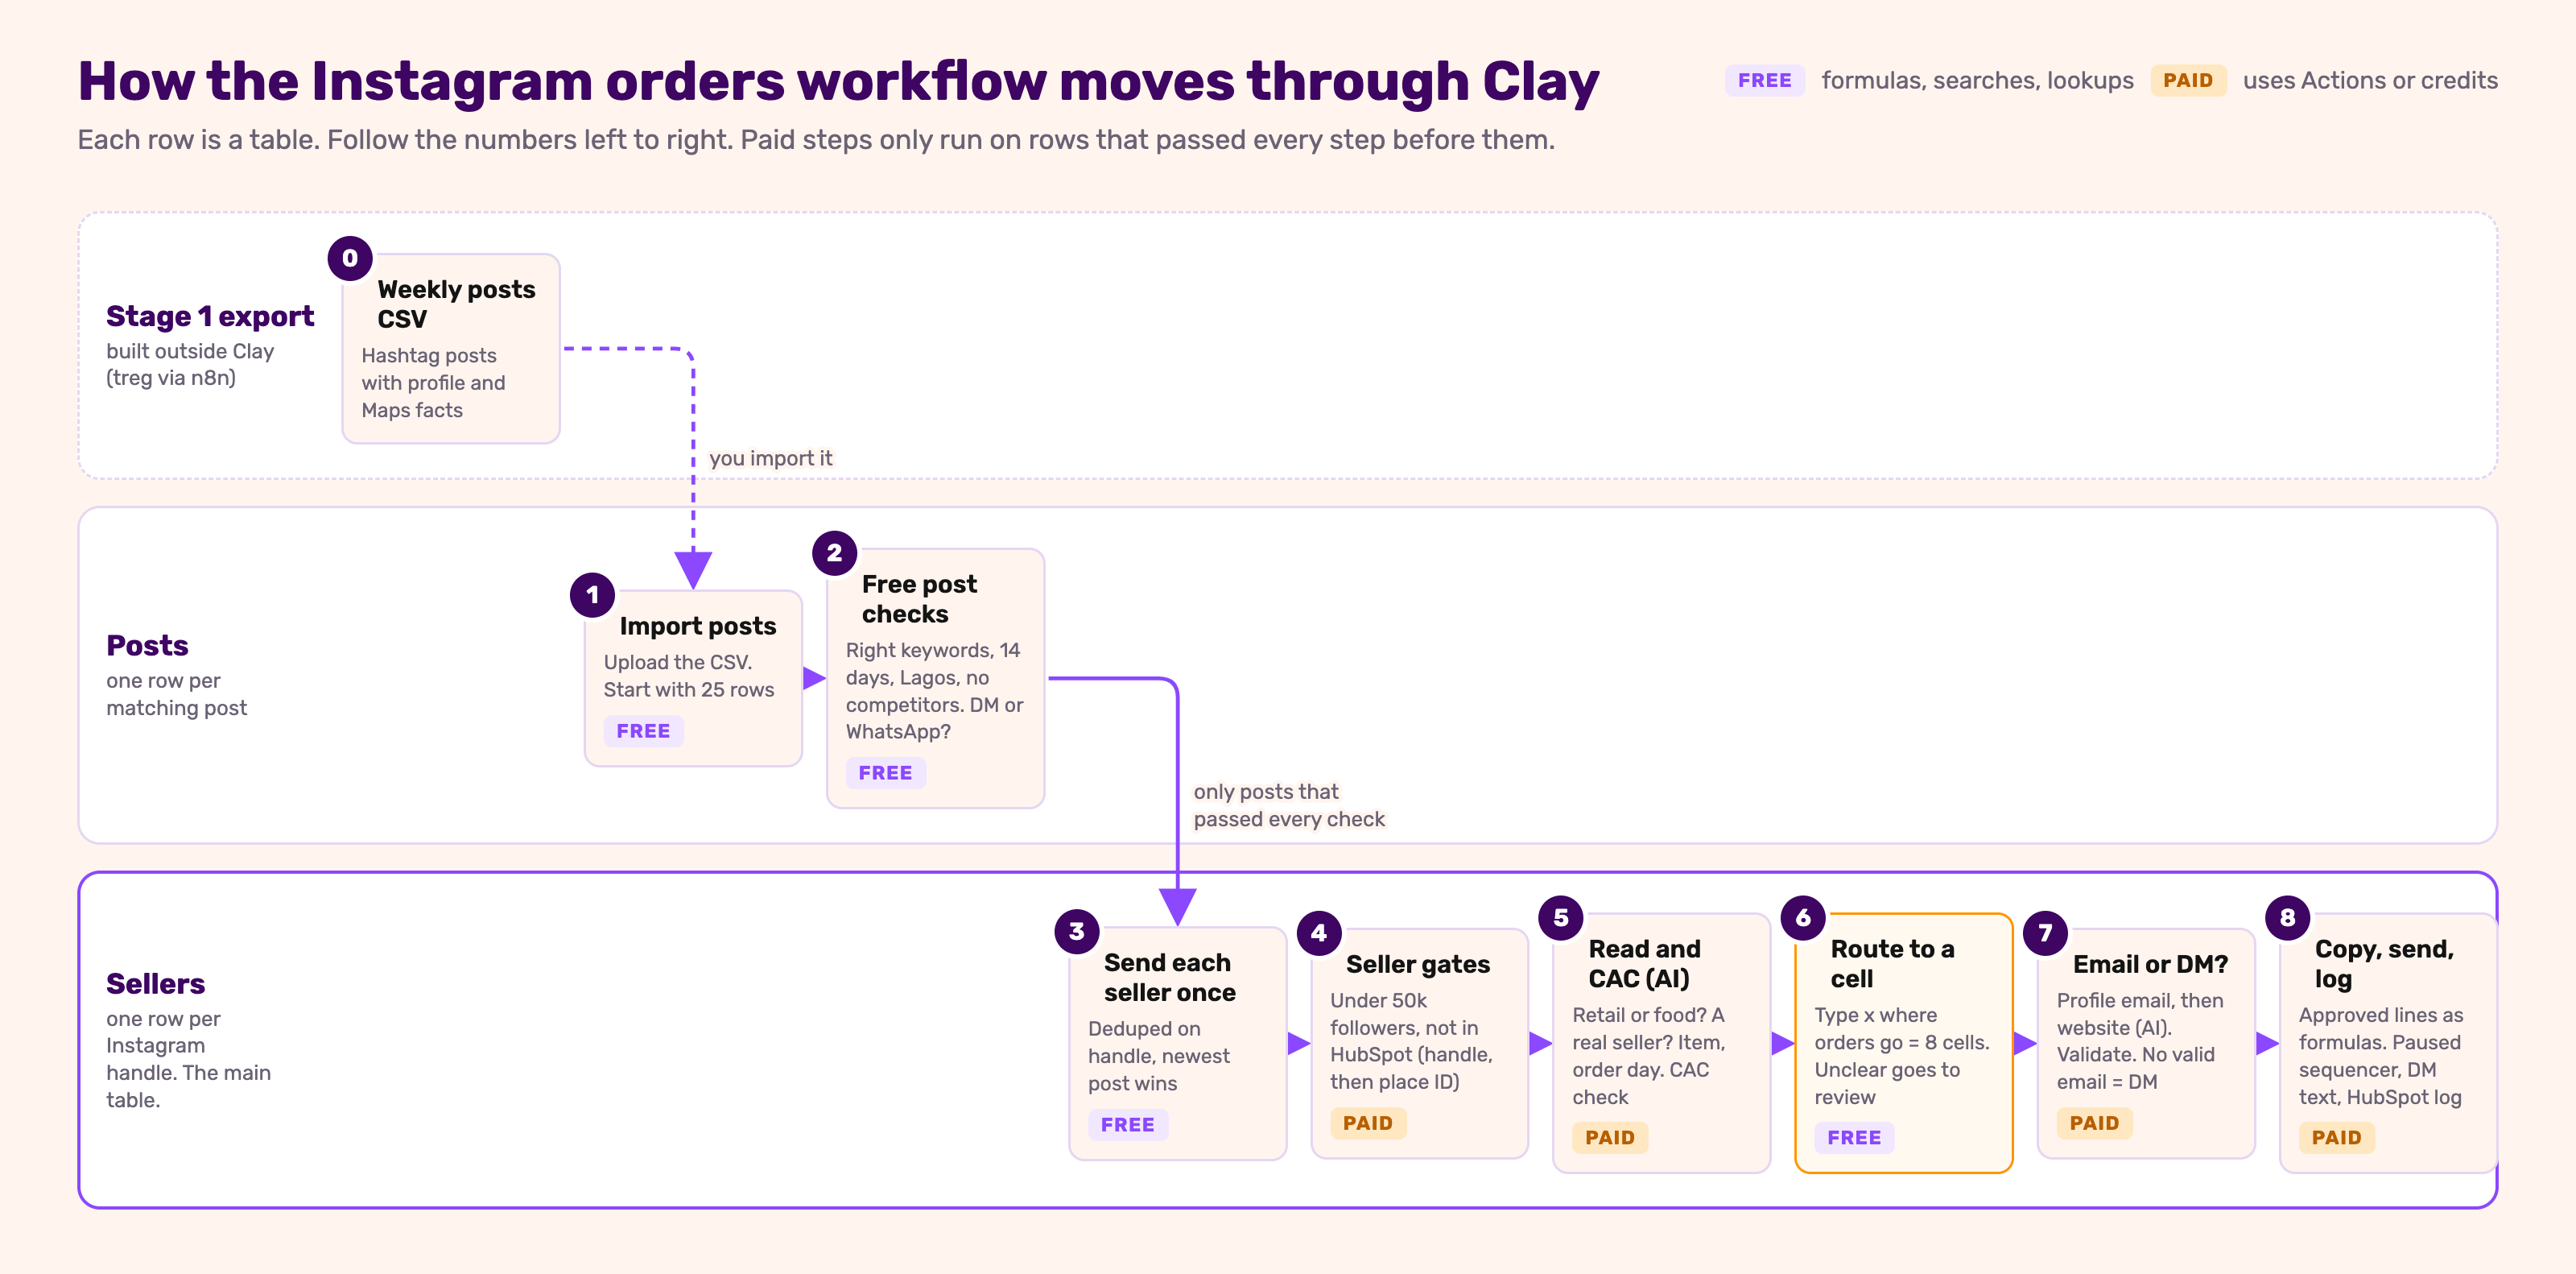 How the Instagram orders workflow moves through Clay
FREE formulas, searches, lookups PAID uses Actions or credits
Each row is a table. Follow the numbers left to right. Paid steps only run on rows that passed every step before them.
Stage 1 export
built outside Clay
(treg via n8n)
0
Weekly posts
CSV
Hashtag posts
with profile and
Maps facts
you import it
Posts
one row per
matching post
1
Import posts
Upload the CSV.
Start with 25 rows
FREE
2
Free post
checks
Right keywords, 14
days, Lagos, no
competitors. DM or
WhatsApp?
FREE
only posts that
passed every check
Sellers
one row per
Instagram
handle. The main
table.
3
Send each
seller once
Deduped on
handle, newest
post wins
FREE
4
Seller gates
Under 50k
followers, not in
HubSpot (handle,
then place ID)
PAID
5
Read and
CAC (AI)
Retail or food? A
real seller? Item,
order day. CAC
check
PAID
6
Route to a
cell
Type x where
orders go = 8 cells.
Unclear goes to
review
FREE
7
Email or DM?
Profile email, then
website (AI).
Validate. No valid
email = DM
PAID
8
Copy, send,
log
Approved lines as
formulas. Paused
sequencer, DM
text, HubSpot log
PAID